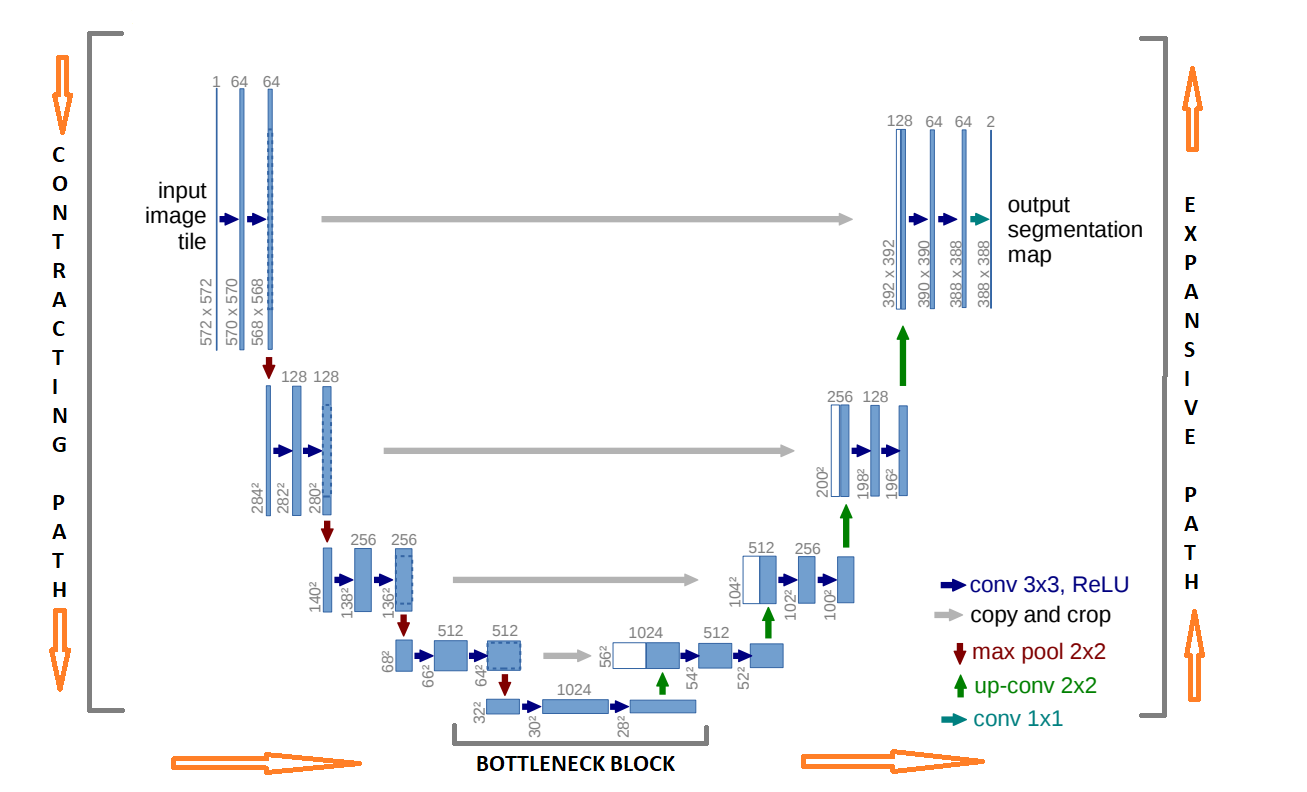 CONTRACTING PATH
1 64 64
input
image
tile
572 x 572
570 x 570
568 x 568
128 128
284²
282²
280²
256 256
140²
138²
136²
512 512
68²
66²
64²
1024
32²
30²
28²
BOTTLENECK BLOCK
1024 512
56²
54²
52²
512 256
104²
102²
100²
256 128
200²
198²
196²
128 64 64 2
392 x 392
390 x 390
388 x 388
388 x 388
output
segmentation
map
EXPANSIVE PATH
conv 3x3, ReLU
copy and crop
max pool 2x2
up-conv 2x2
conv 1x1